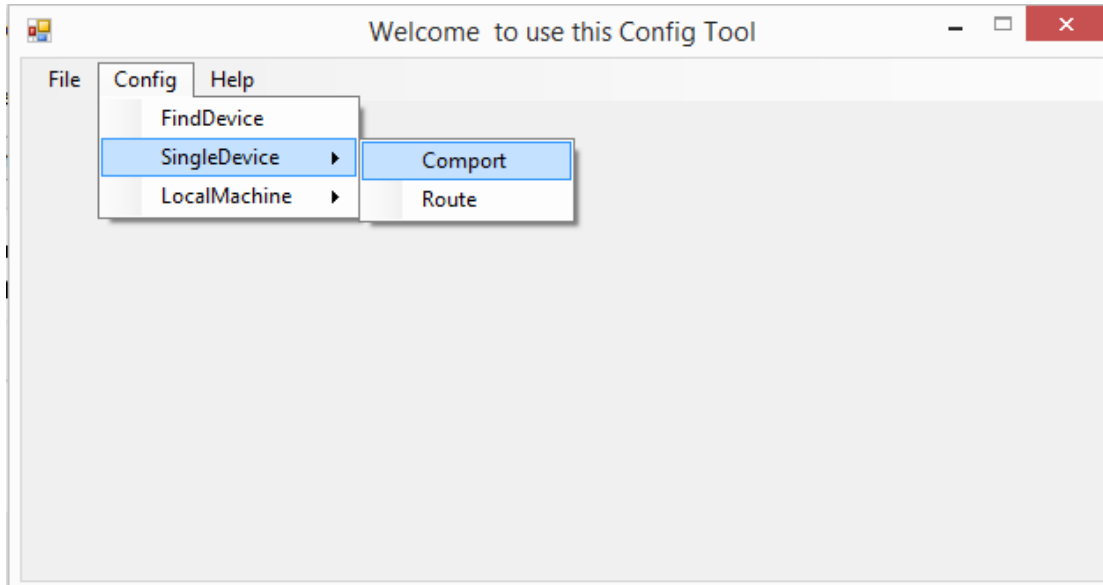 Welcome  to use this Config Tool
File Config Help
FindDevice
SingleDevice
Comport
LocalMachine
Route